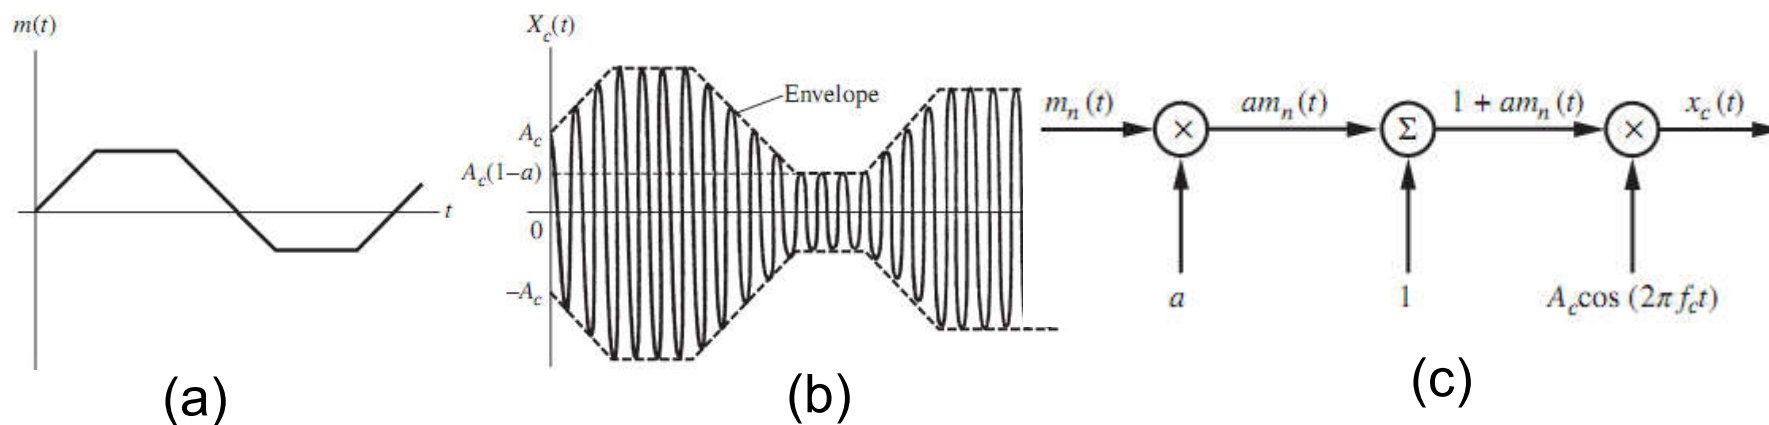 m(t)
t
(a)
X_c(t)
Envelope
A_c
A_c(1–a)
0
–A_c
(b)
m_n(t)
am_n(t)
1 + am_n(t)
x_c(t)
×
Σ
×
a
1
A_c cos (2π f_c t)
(c)